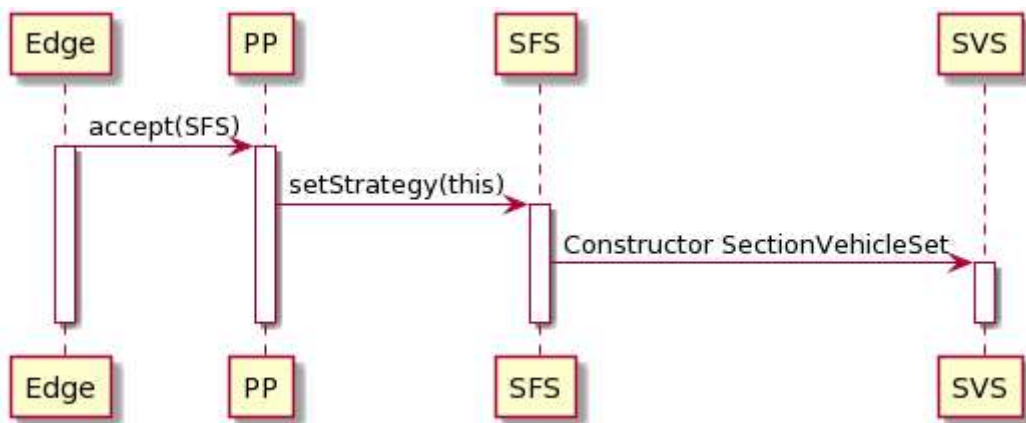 Edge
PP
SFS
SVS
accept(SFS)
setStrategy(this)
Constructor SectionVehicleSet
Edge
PP
SFS
SVS